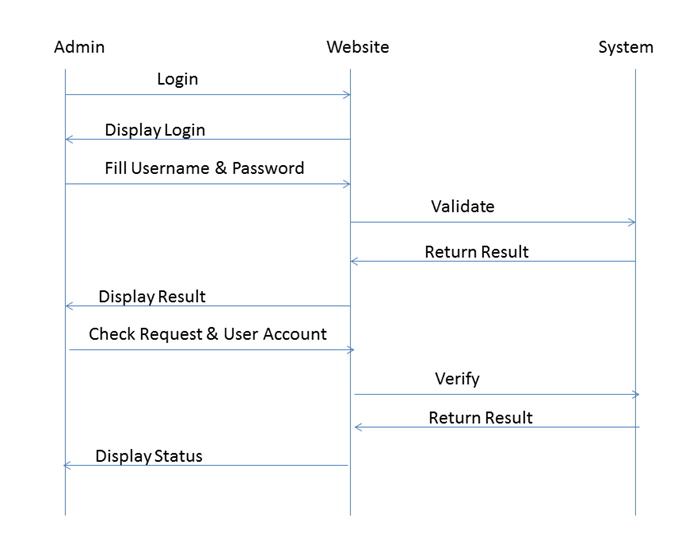 Admin Website System
Login
Display Login
Fill Username & Password
Validate
Return Result
Display Result
Check Request & User Account
Verify
Return Result
Display Status